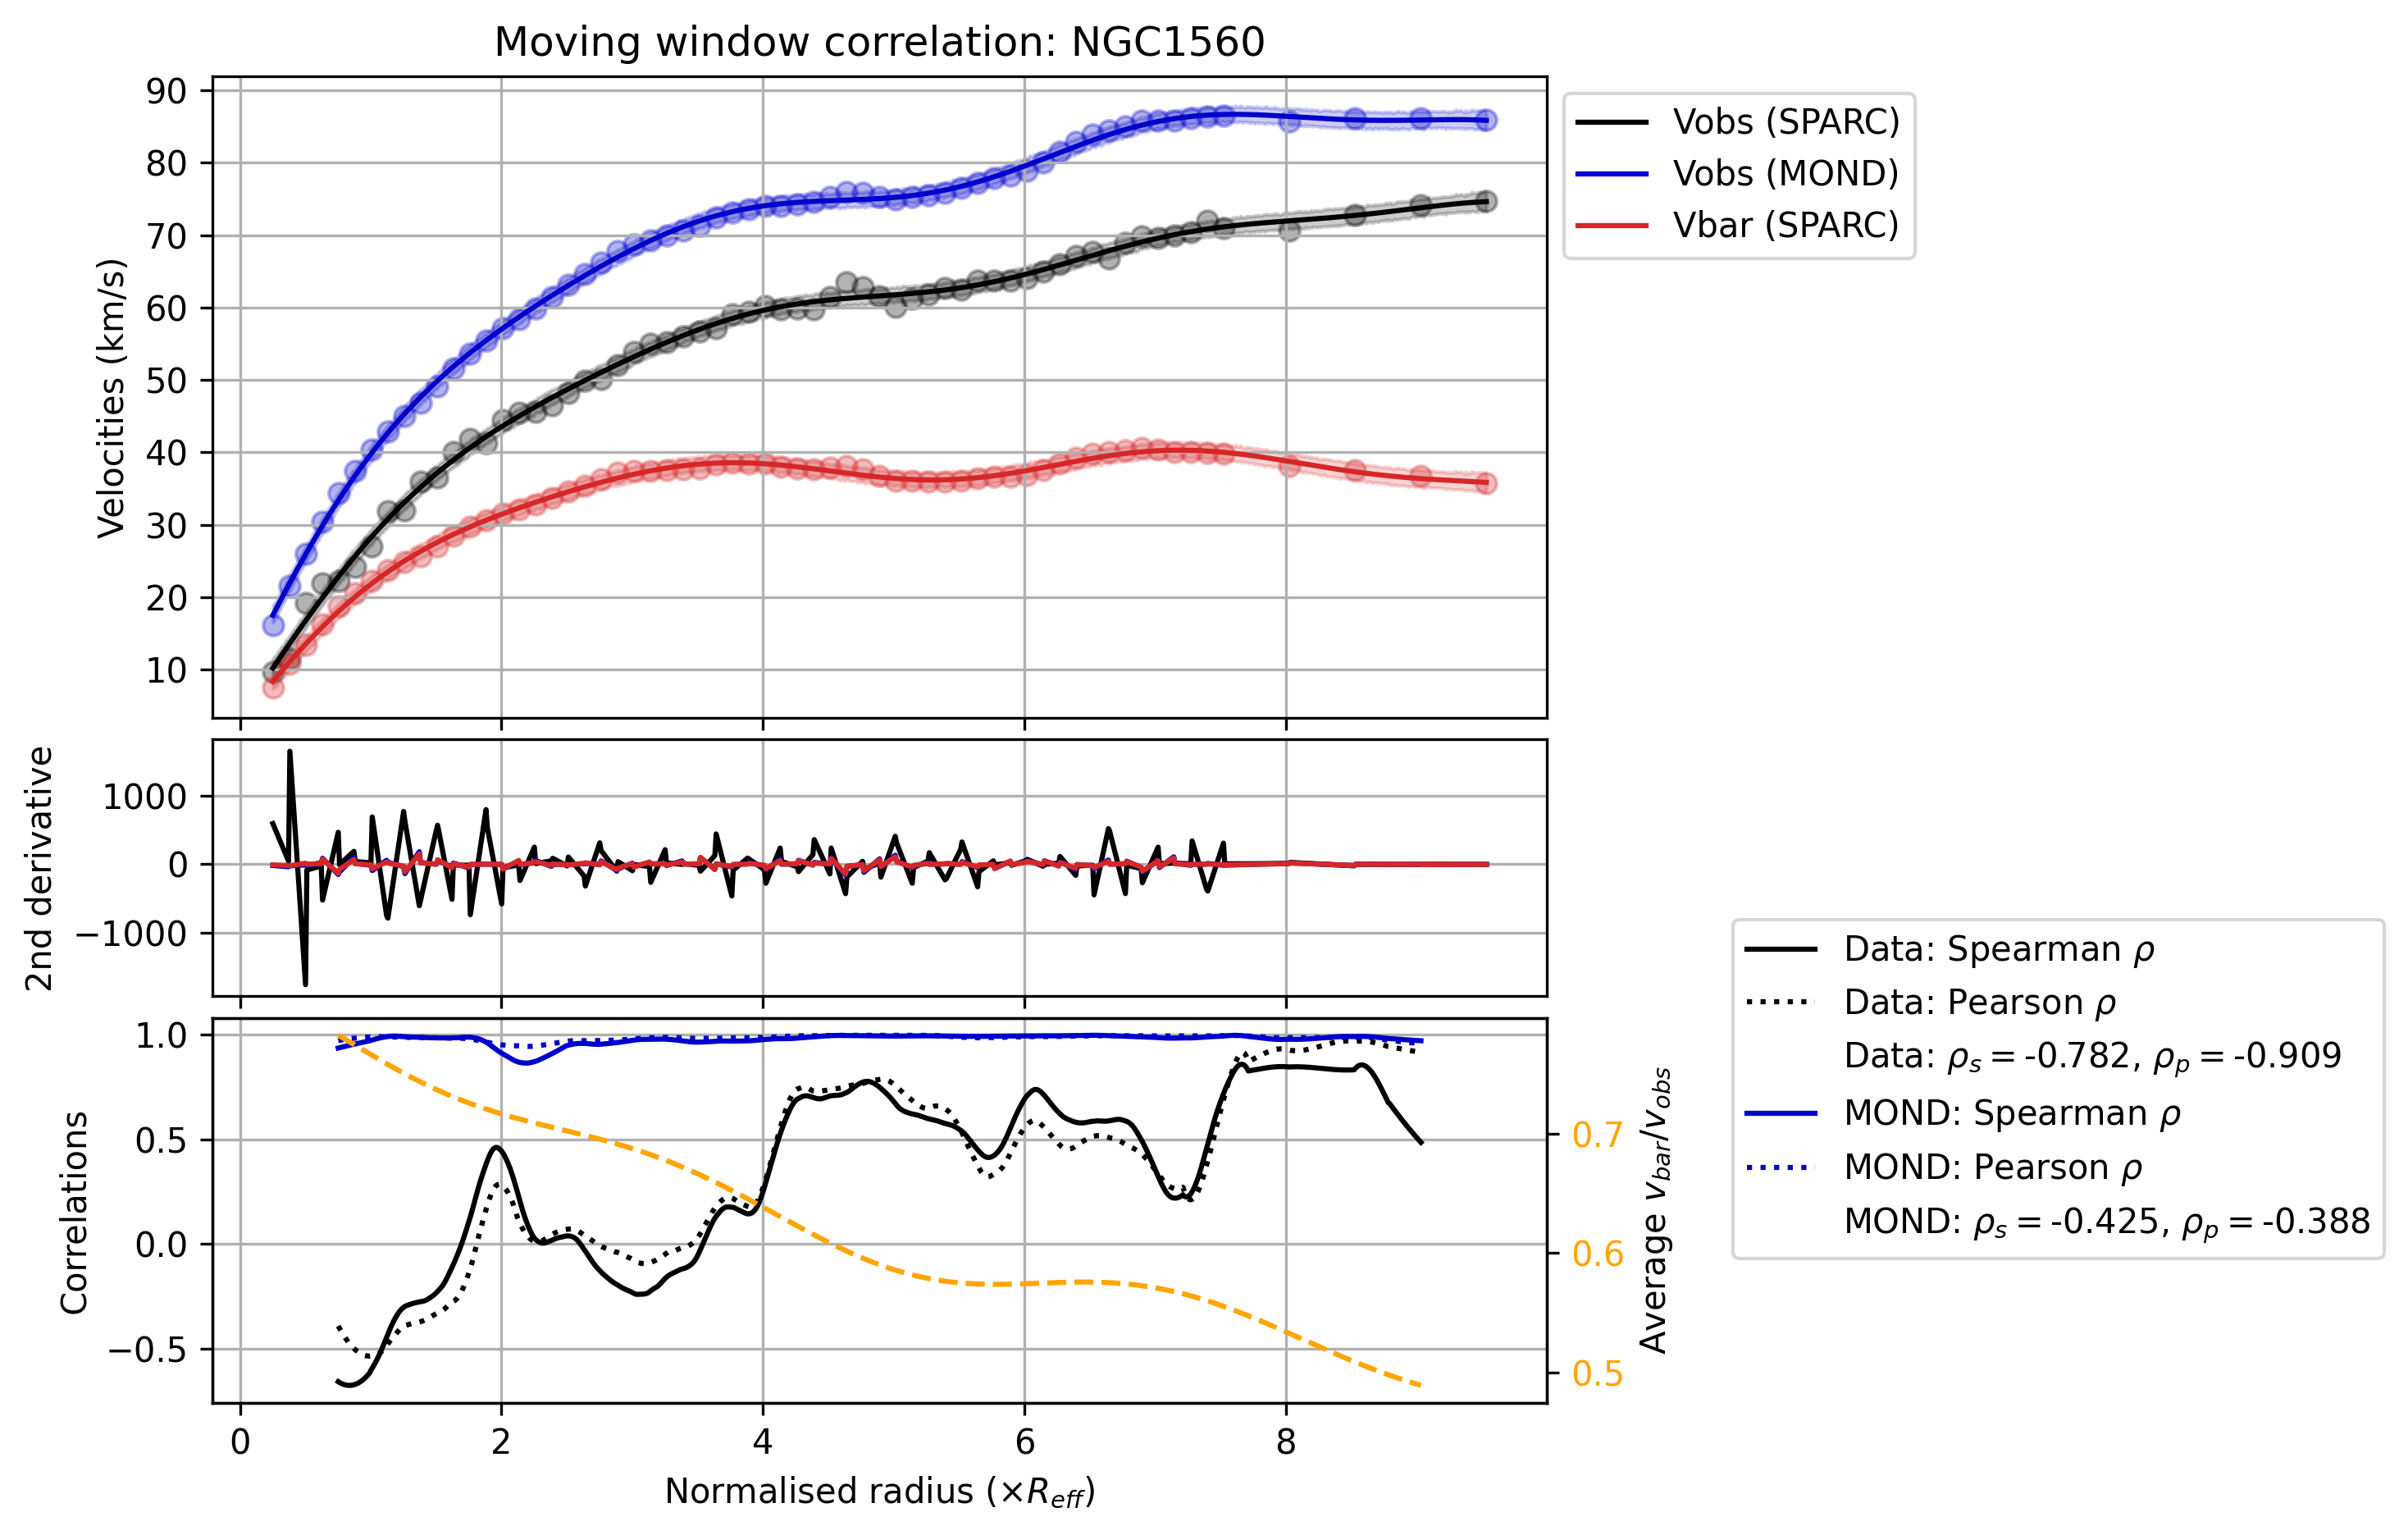 Moving window correlation: NGC1560
90
80
70
60
50
40
30
20
10
Velocities (km/s)
Vobs (SPARC)
Vobs (MOND)
Vbar (SPARC)
1000
0
−1000
2nd derivative
1.0
0.5
0.0
−0.5
Correlations
0.7
0.6
0.5
Average v_bar/v_obs
Data: Spearman ρ
Data: Pearson ρ
Data: ρ_s = -0.782, ρ_p = -0.909
MOND: Spearman ρ
MOND: Pearson ρ
MOND: ρ_s = -0.425, ρ_p = -0.388
0 2 4 6 8
Normalised radius (×R_eff)